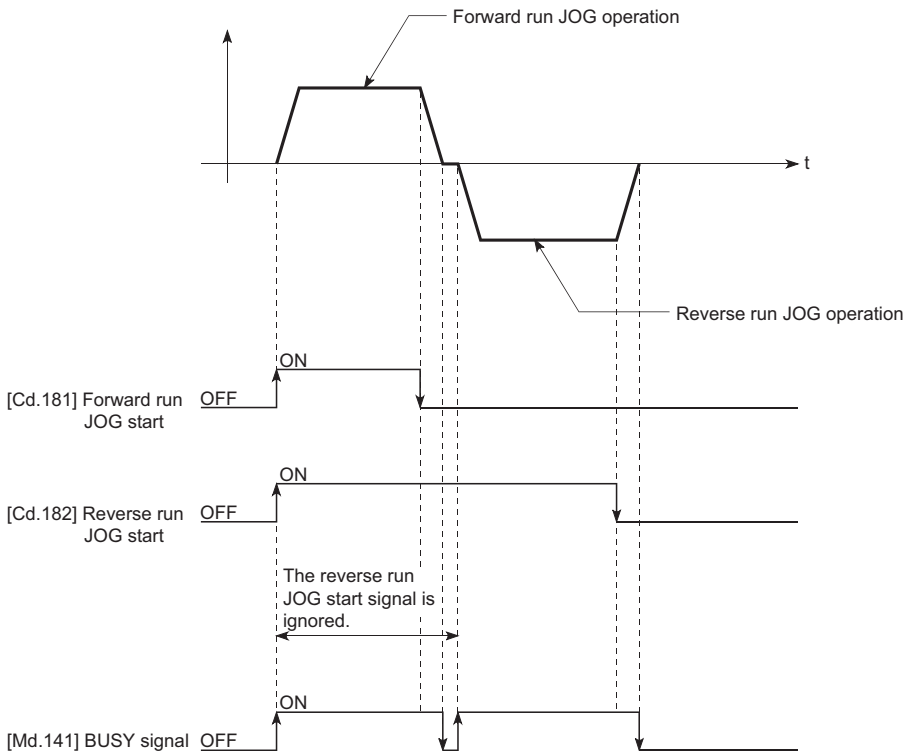 Forward run JOG operation
t
Reverse run JOG operation
ON
[Cd.181] Forward run OFF
JOG start
ON
[Cd.182] Reverse run OFF
JOG start
The reverse run
JOG start signal is
ignored.
ON
[Md.141] BUSY signal OFF